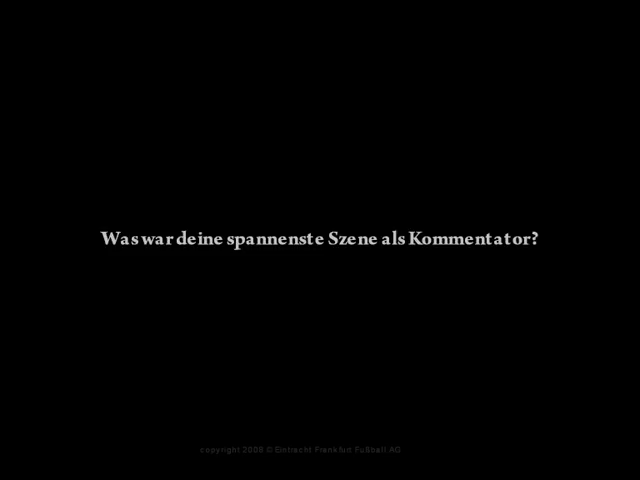 Was war deine spannenste Szene als Kommentator?
copyright 2008 © Eintracht Frankfurt Fußball AG